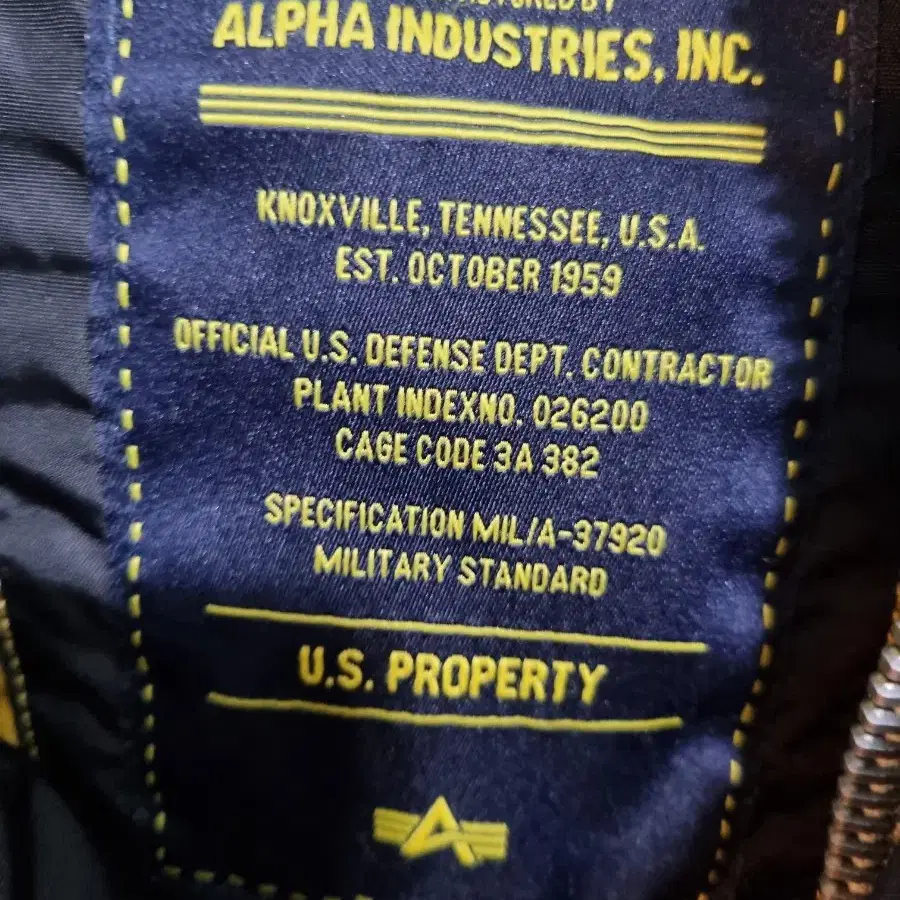 ALPHA INDUSTRIES, INC.
KNOXVILLE, TENNESSEE, U.S.A.
EST. OCTOBER 1959
OFFICIAL U.S. DEFENSE DEPT. CONTRACTOR
PLANT INDEXNO. 026200
CAGE CODE 3A 382
SPECIFICATION MIL/A-37920
MILITARY STANDARD
U.S. PROPERTY